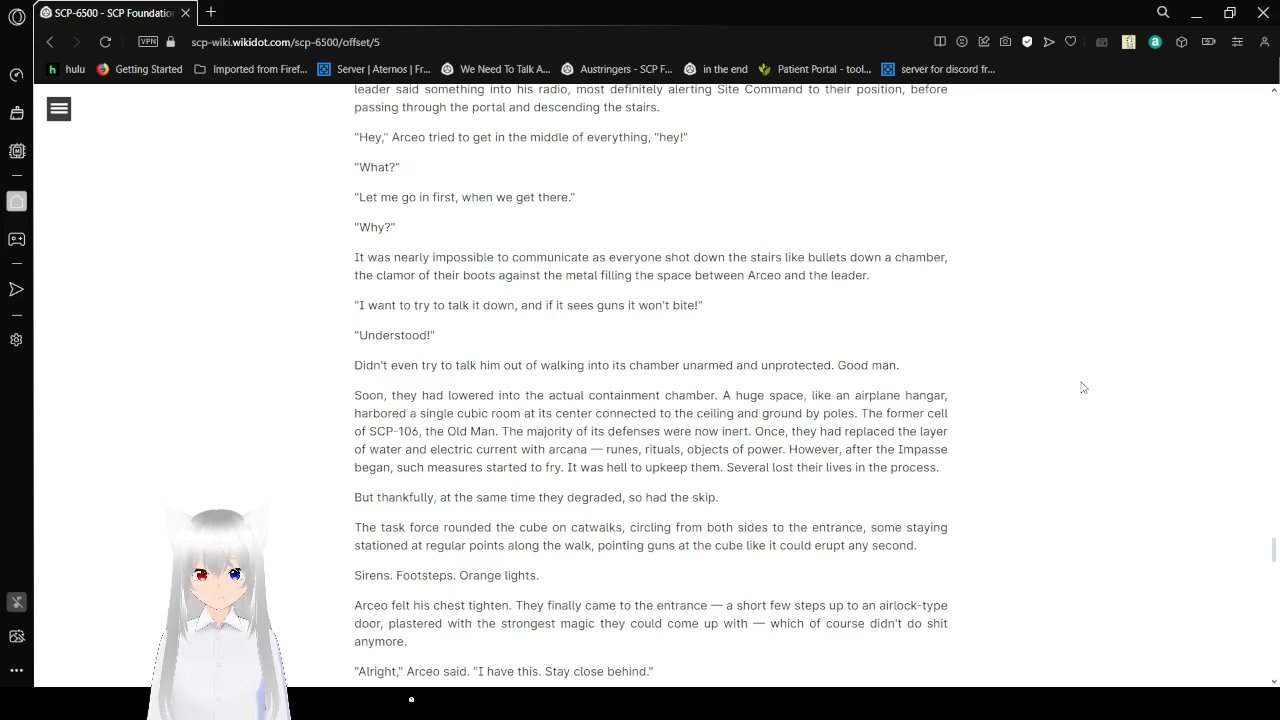 SCP-6500 - SCP Foundatio
VPN
scp-wiki.wikidot.com/scp-6500/offset/5
hulu
Getting Started
Imported from Firef...
Server | Aternos | Fr...
We Need To Talk A...
Austringers - SCP F...
in the end
Patient Portal - tool...
server for discord fr...
leader said something into his radio, most definitely alerting Site Command to their position, before
passing through the portal and descending the stairs.
"Hey," Arceo tried to get in the middle of everything, "hey!"
"What?"
"Let me go in first, when we get there."
"Why?"
It was nearly impossible to communicate as everyone shot down the stairs like bullets down a chamber,
the clamor of their boots against the metal filling the space between Arceo and the leader.
"I want to try to talk it down, and if it sees guns it won't bite!"
"Understood!"
Didn't even try to talk him out of walking into its chamber unarmed and unprotected. Good man.
Soon, they had lowered into the actual containment chamber. A huge space, like an airplane hangar,
harbored a single cubic room at its center connected to the ceiling and ground by poles. The former cell
of SCP-106, the Old Man. The majority of its defenses were now inert. Once, they had replaced the layer
of water and electric current with arcana — runes, rituals, objects of power. However, after the Impasse
began, such measures started to fry. It was hell to upkeep them. Several lost their lives in the process.
But thankfully, at the same time they degraded, so had the skip.
The task force rounded the cube on catwalks, circling from both sides to the entrance, some staying
stationed at regular points along the walk, pointing guns at the cube like it could erupt any second.
Sirens. Footsteps. Orange lights.
Arceo felt his chest tighten. They finally came to the entrance — a short few steps up to an airlock-type
door, plastered with the strongest magic they could come up with — which of course didn't do shit
anymore.
"Alright," Arceo said. "I have this. Stay close behind."